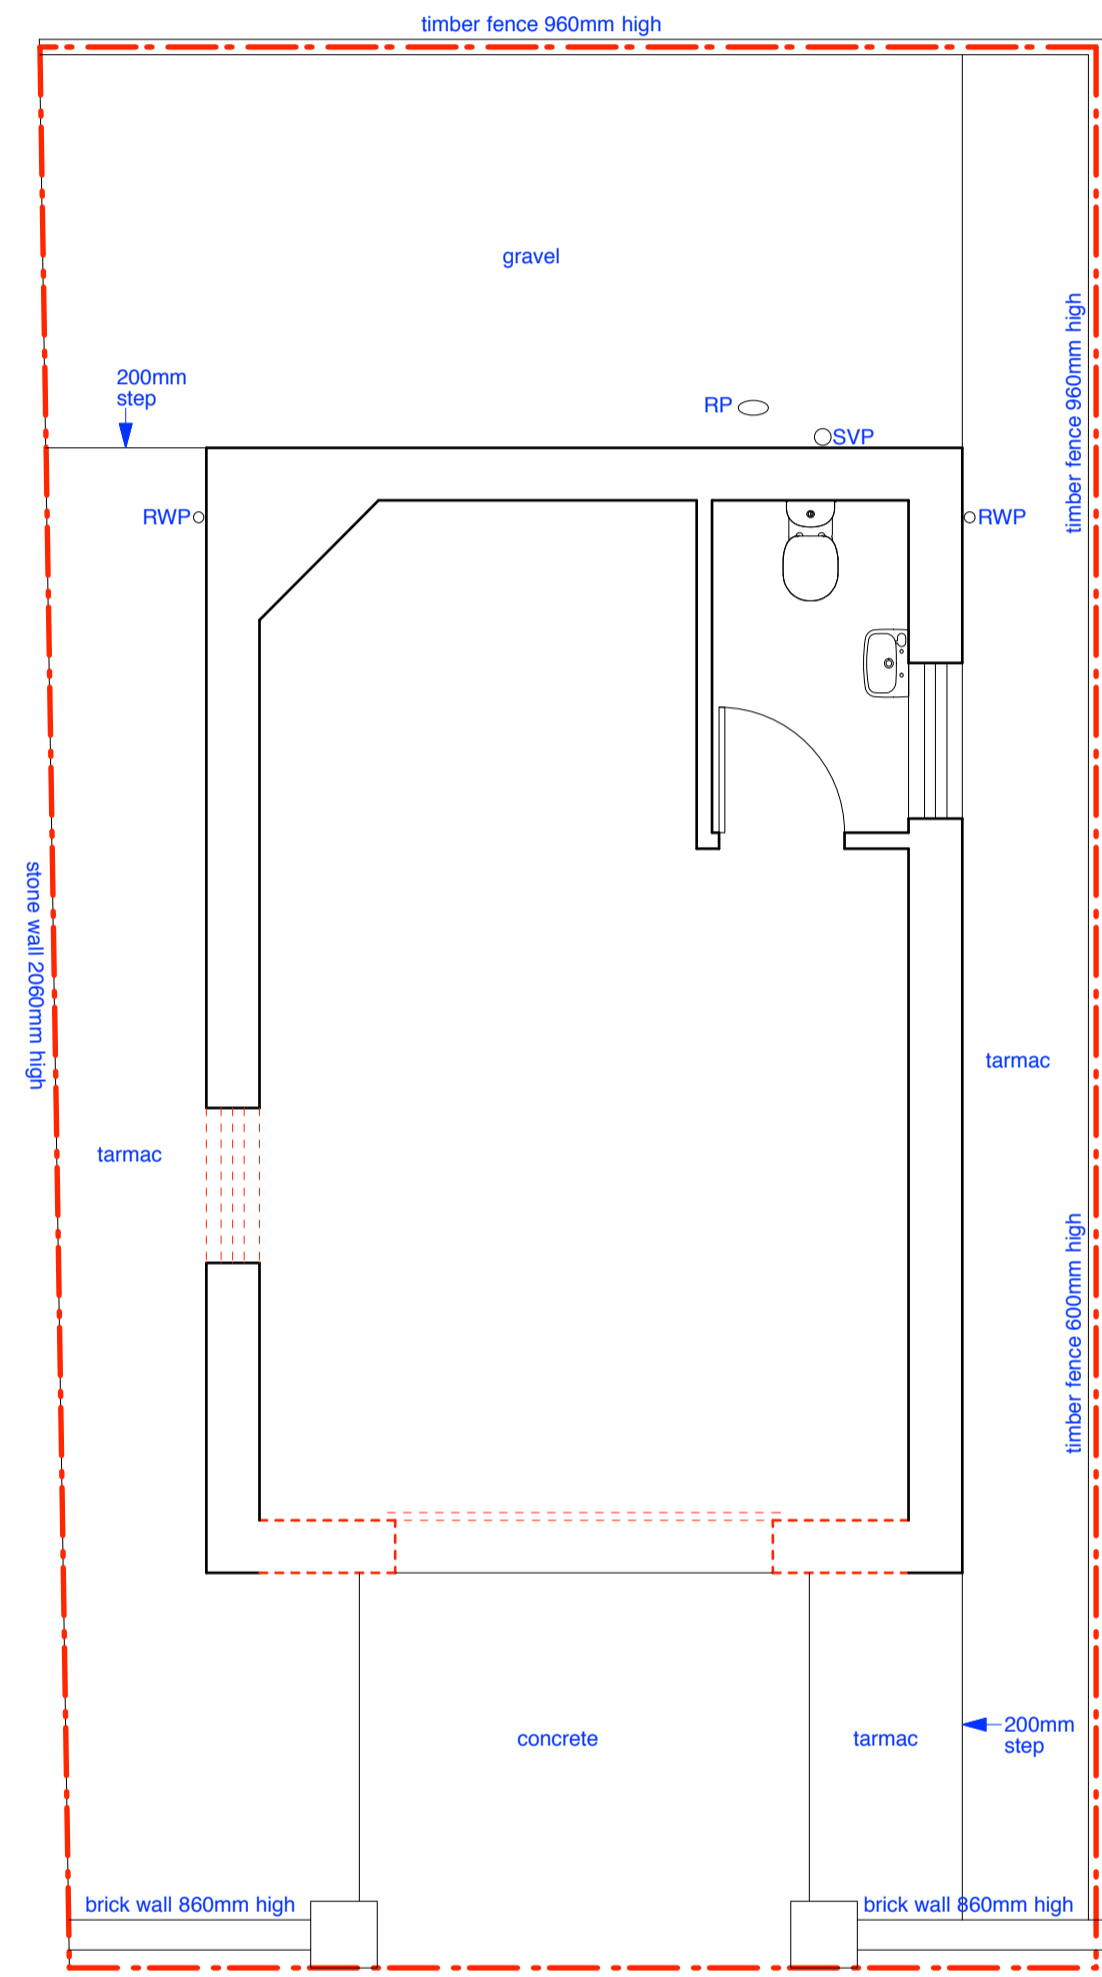 timber fence 960mm high
gravel
timber fence 960mm high
200mm
step
RP
SVP
RWP
RWP
stone wall 2060mm high
tarmac
tarmac
timber fence 600mm high
concrete
tarmac
200mm
step
brick wall 860mm high
brick wall 860mm high